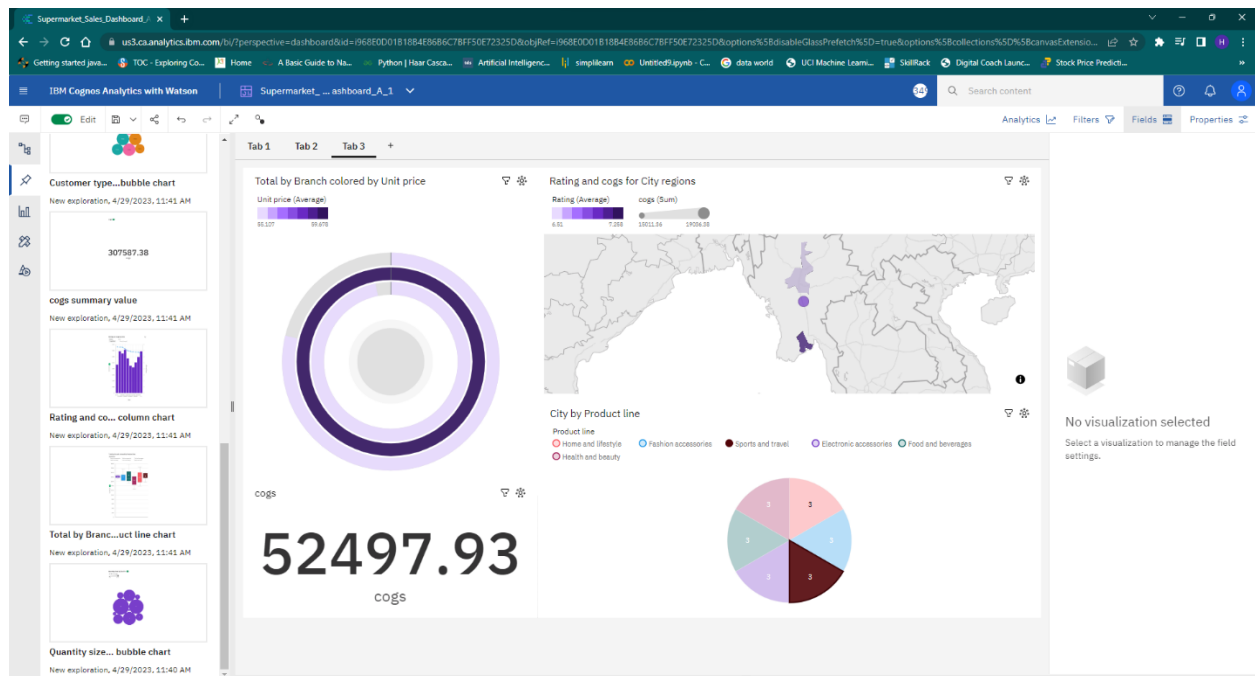 Supermarket_Sales_Dashboard_A
us3.ca.analytics.ibm.com/bi/?perspective=dashboard&id=i968E0D01B18B4E86B6C7BFF50E72325D&objRef=i968E0D01B18B4E86B6C7BFF50E72325D&options%5BdisableGlassPrefetch%5D=true&options%5Bcollections%5D%5BcanvasExtensio...
Getting started java... TOC - Exploring Co... Home A Basic Guide to Na... Python | Haar Casca... Artificial Intelligenc... simplilearn Untitled9.ipynb - C... data world UCI Machine Learni... SkillRack Digital Coach Launc... Stock Price Predicti...
IBM Cognos Analytics with Watson Supermarket_ ... ashboard_A_1 Search content
Edit Analytics Filters Fields Properties
Tab 1 Tab 2 Tab 3 +
Customer type...bubble chart
New exploration, 4/29/2023, 11:41 AM
307587.38
cogs summary value
New exploration, 4/29/2023, 11:41 AM
Rating and co... column chart
New exploration, 4/29/2023, 11:41 AM
Total by Branc...uct line chart
New exploration, 4/29/2023, 11:41 AM
Quantity size... bubble chart
New exploration, 4/29/2023, 11:40 AM
Total by Branch colored by Unit price
Unit price (Average)
55.107 59.678
cogs
52497.93
cogs
Rating and cogs for City regions
Rating (Average) cogs (Sum)
6.51 7.258 15011.86 19036.38
City by Product line
Product line
Home and lifestyle Fashion accessories Sports and travel Electronic accessories Food and beverages
Health and beauty
3 3
3 3
3 3
No visualization selected
Select a visualization to manage the field
settings.